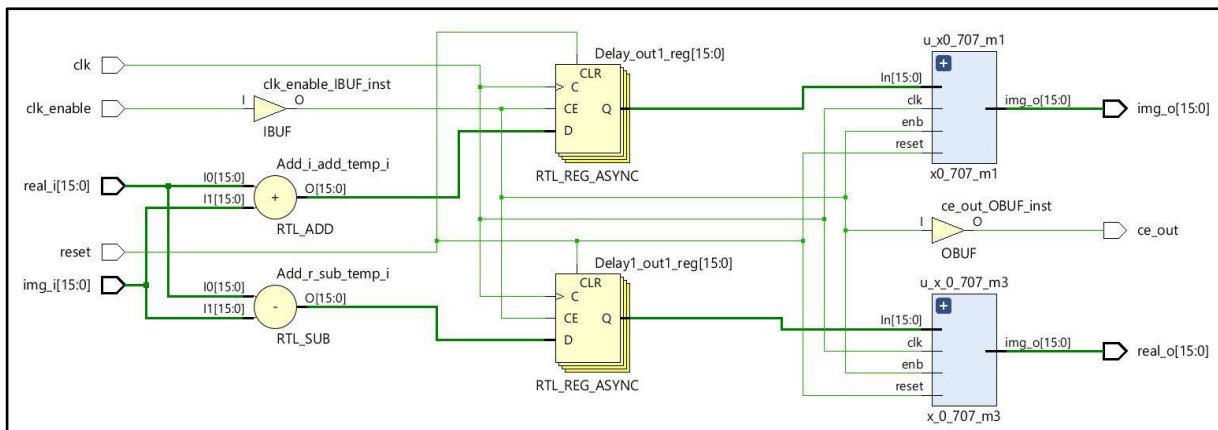 clk
clk_enable
clk_enable_IBUF_inst
I
O
IBUF
real_i[15:0]
Add_i_add_temp_i
I0[15:0]
I1[15:0]
+
O[15:0]
RTL_ADD
reset
img_i[15:0]
Add_r_sub_temp_i
I0[15:0]
I1[15:0]
-
O[15:0]
RTL_SUB
Delay_out1_reg[15:0]
CLR
C
CE
D
Q
RTL_REG_ASYNC
Delay1_out1_reg[15:0]
CLR
C
CE
D
Q
RTL_REG_ASYNC
u_x0_707_m1
+
In[15:0]
clk
enb
reset
img_o[15:0]
x0_707_m1
img_o[15:0]
ce_out_OBUF_inst
I
O
OBUF
ce_out
u_x_0_707_m3
+
In[15:0]
clk
enb
reset
img_o[15:0]
x_0_707_m3
real_o[15:0]